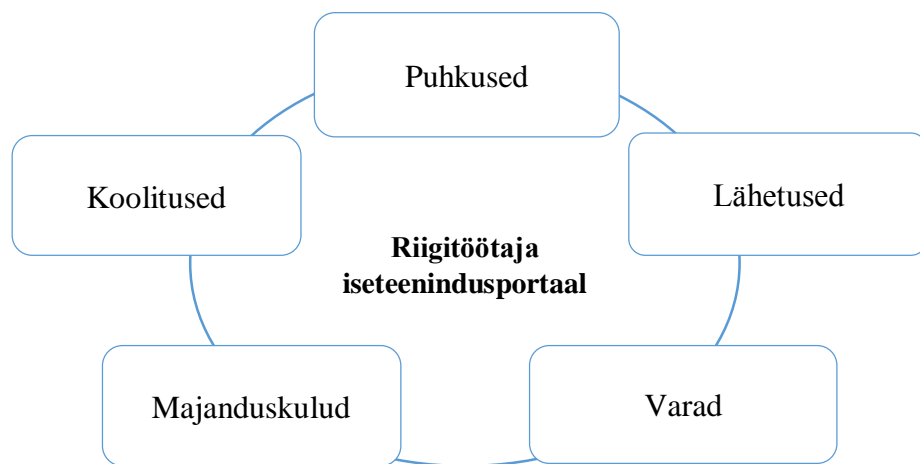 Puhkused
Koolitused
Lähetused
Riigitöötaja
iseteenindusportaal
Majanduskulud
Varad